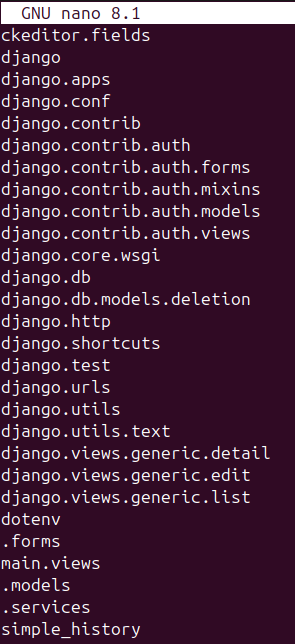 GNU nano 8.1
ckeditor.fields
django
django.apps
django.conf
django.contrib
django.contrib.auth
django.contrib.auth.forms
django.contrib.auth.mixins
django.contrib.auth.models
django.contrib.auth.views
django.core.wsgi
django.db
django.db.models.deletion
django.http
django.shortcuts
django.test
django.urls
django.utils
django.utils.text
django.views.generic.detail
django.views.generic.edit
django.views.generic.list
dotenv
.forms
main.views
.models
.services
simple_history